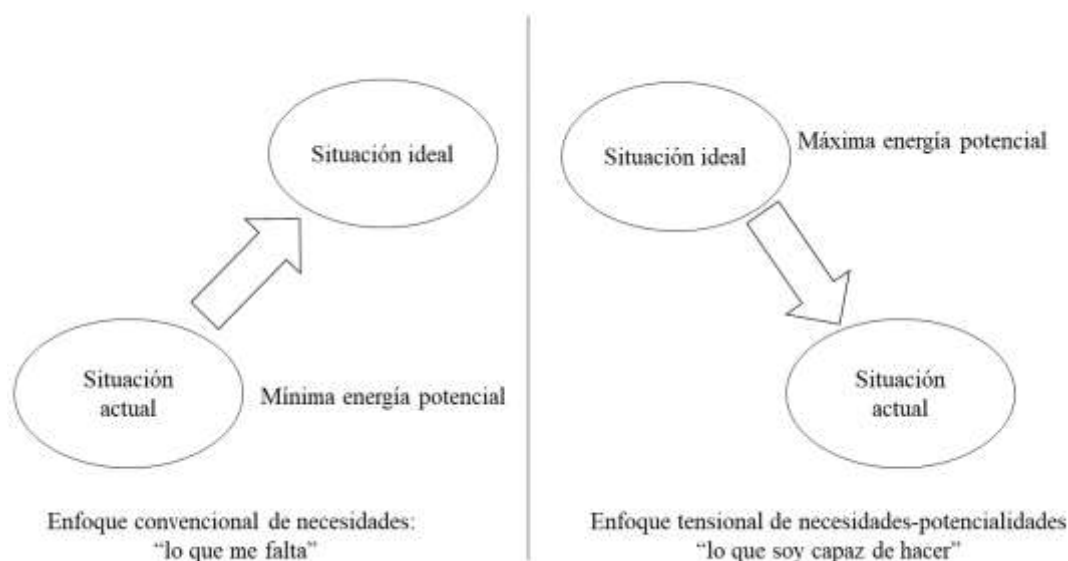 Situación ideal
Situación
actual
Mínima energía potencial
Enfoque convencional de necesidades:
“lo que me falta”
Situación ideal
Máxima energía potencial
Situación
actual
Enfoque tensional de necesidades-potencialidades
“lo que soy capaz de hacer”